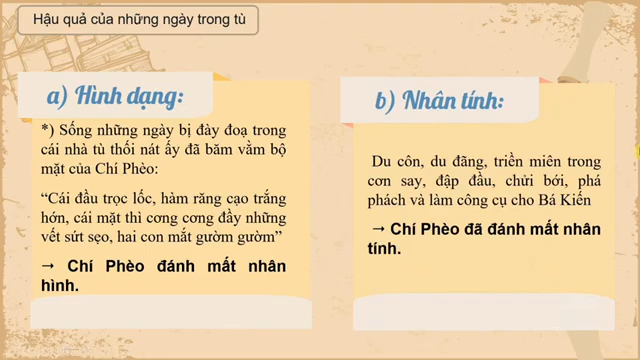 Hậu quả của những ngày trong tù
a) Hình dạng:
*) Sống những ngày bị đày đoạ trong
cái nhà tù thối nát ấy đã băm vằm bộ
mặt của Chí Phèo:
“Cái đầu trọc lốc, hàm răng cạo trắng
hớn, cái mặt thì cơng cơng đầy những
vết sứt sẹo, hai con mắt gườm gườm”
→ Chí Phèo đánh mất nhân
hình.
b) Nhân tính:
Du côn, du đãng, triền miên trong
cơn say, đập đầu, chửi bới, phá
phách và làm công cụ cho Bá Kiến
→ Chí Phèo đã đánh mất nhân
tính.